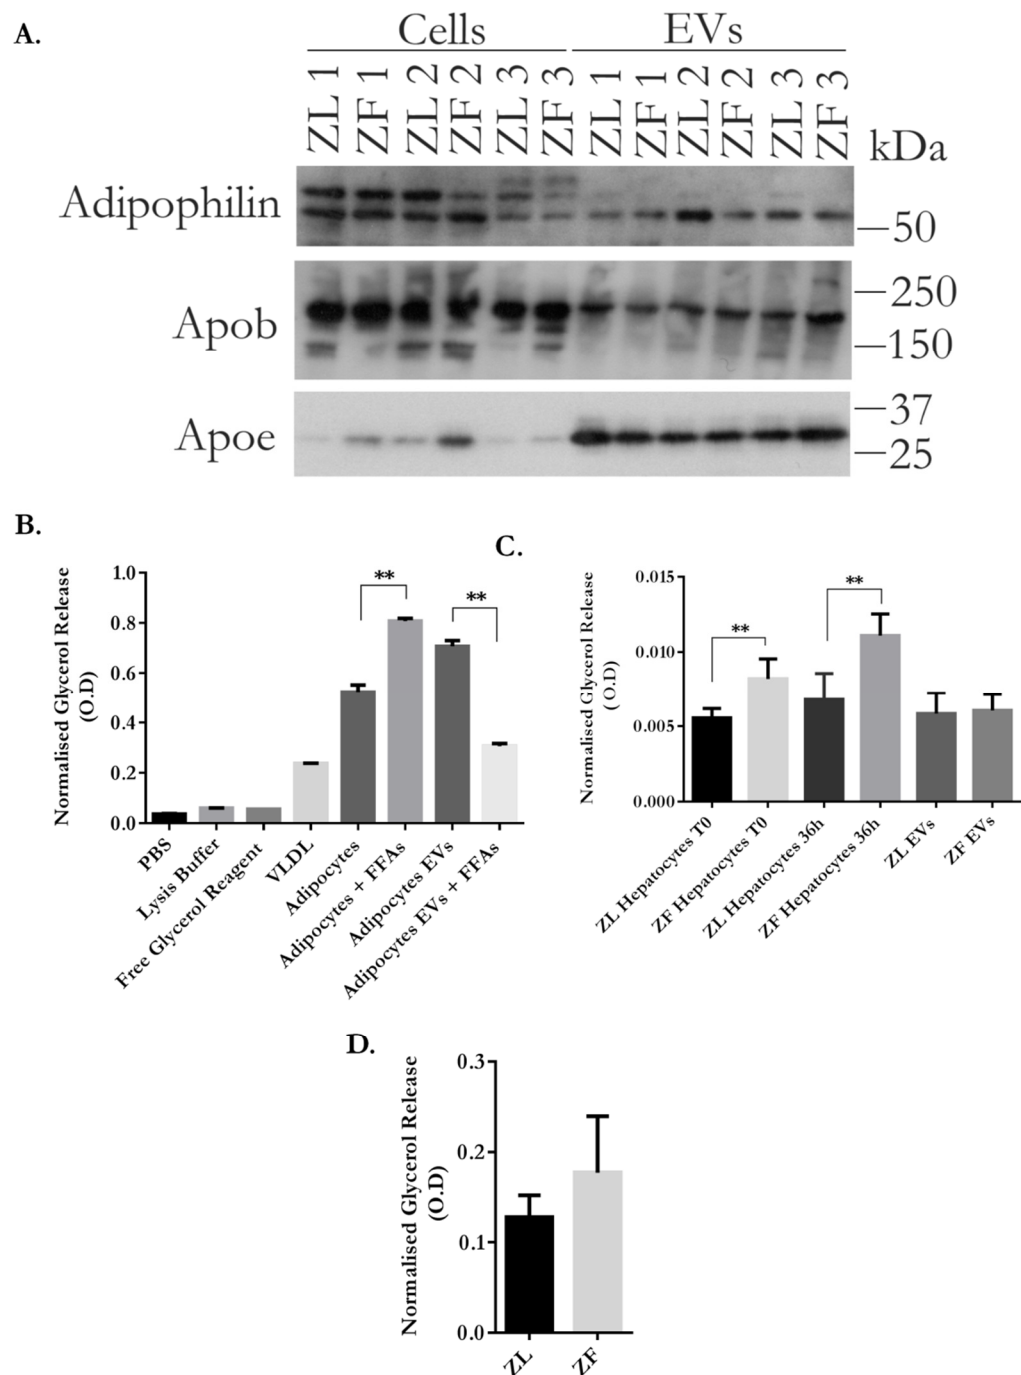 A.
Cells EVs
ZL 1 ZF 1 ZL 2 ZF 2 ZL 3 ZF 3 ZL 1 ZF 1 ZL 2 ZF 2 ZL 3 ZF 3
kDa
Adipophilin
50
Apob
250
150
Apoe
37
25
B.
Normalised Glycerol Release
(O.D)
1.0
0.8
0.6
0.4
0.2
0.0
**
**
PBS
Lysis Buffer
Free Glycerol Reagent
VLDL
Adipocytes
Adipocytes + FFAs
Adipocytes EVs
Adipocytes EVs + FFAs
C.
Normalised Glycerol Release
( O.D)
0.015
0.010
0.005
0.000
**
**
ZL Hepatocytes T0
ZF Hepatocytes T0
ZL Hepatocytes 36h
ZF Hepatocytes 36h
ZL EVs
ZF EVs
D.
Normalised Glycerol Release
(O.D)
0.3
0.2
0.1
0.0
ZL
ZF